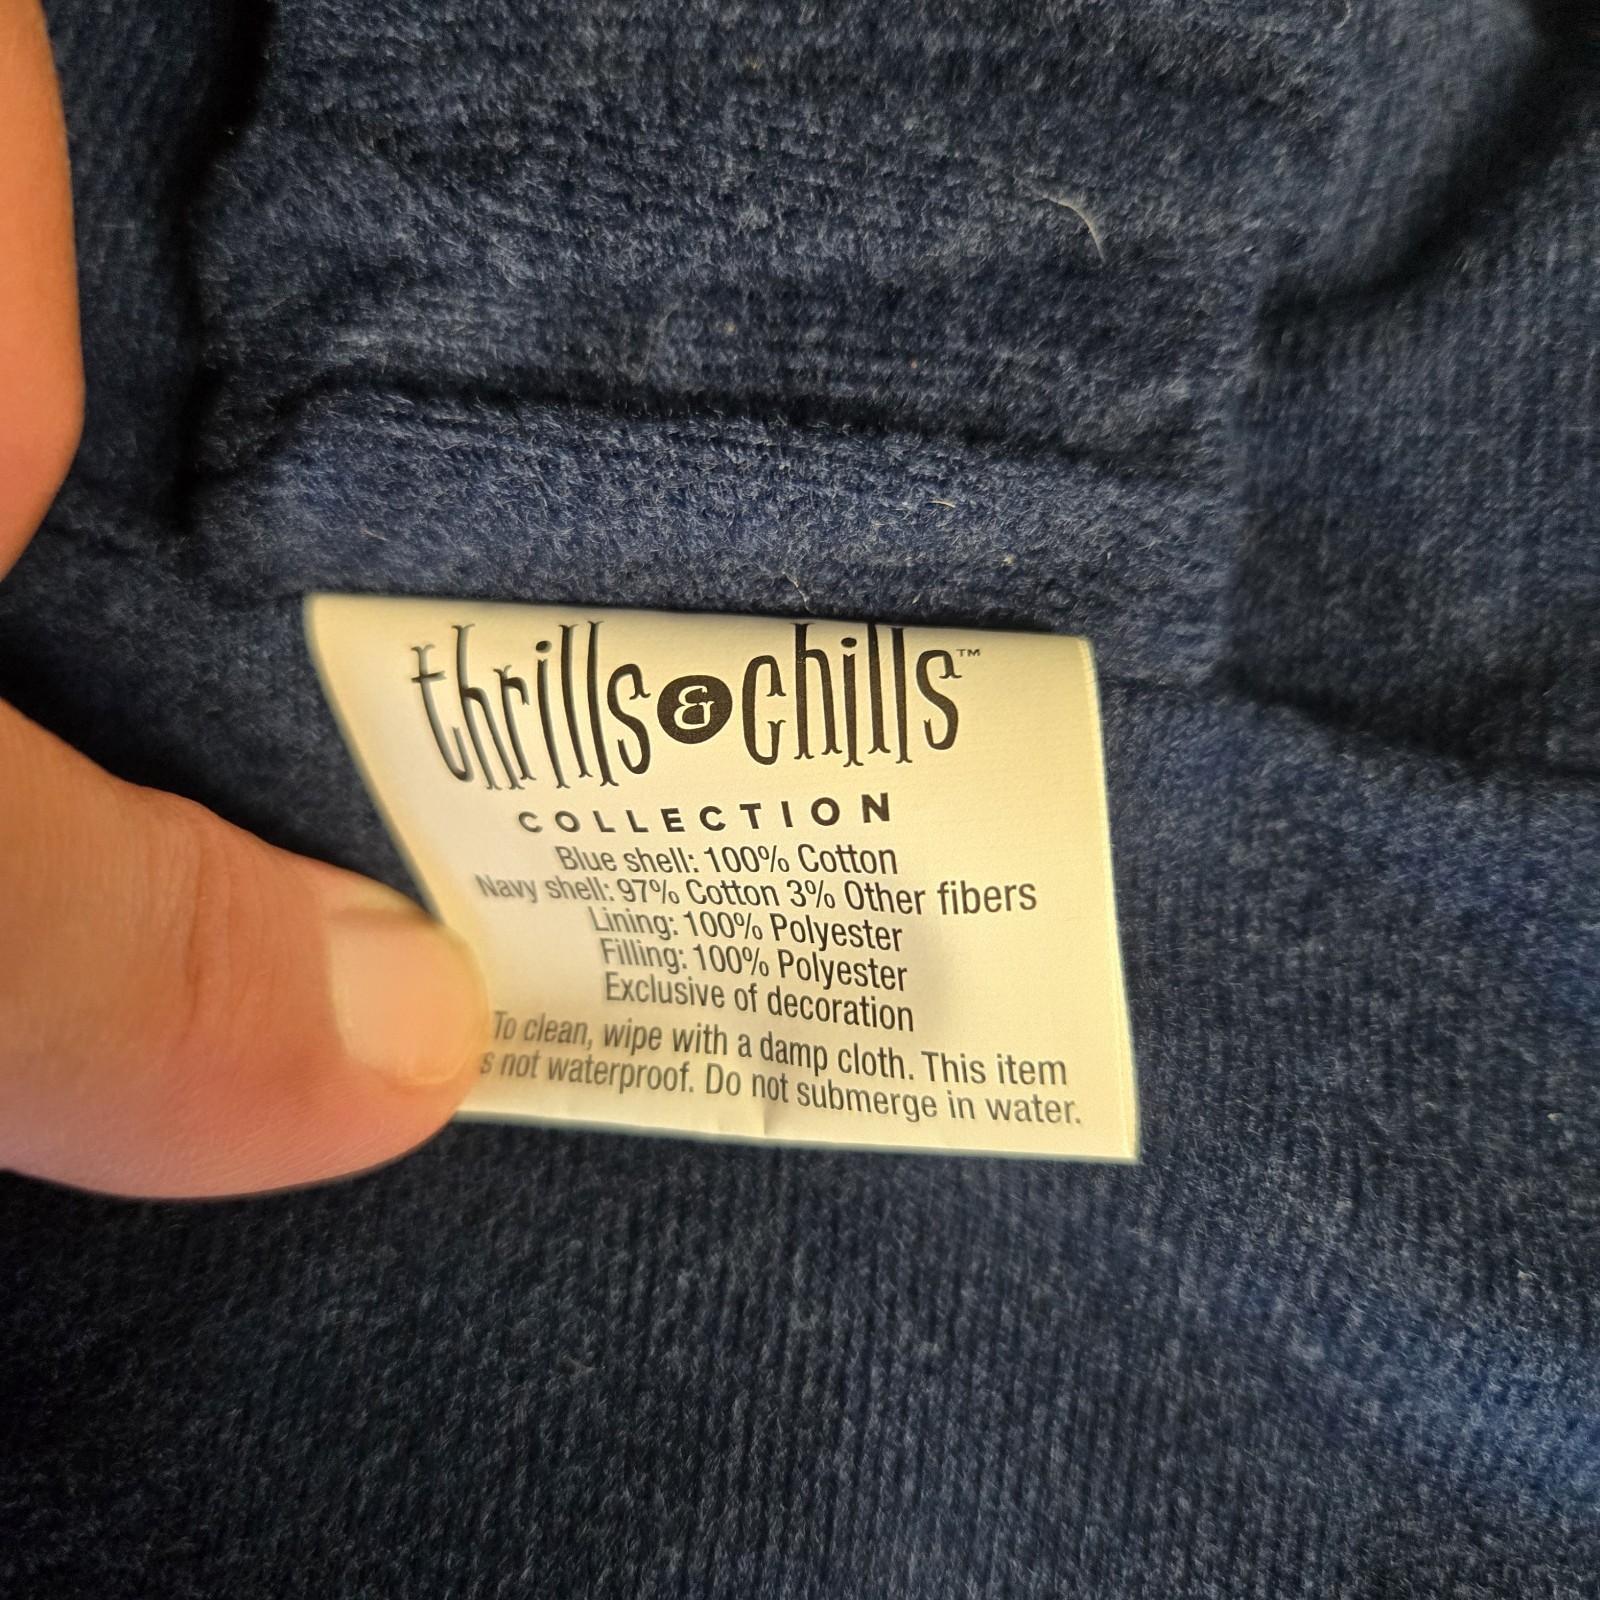 thrills & chills™
COLLECTION
Blue shell: 100% Cotton
Navy shell: 97% Cotton 3% Other fibers
Lining: 100% Polyester
Filling: 100% Polyester
Exclusive of decoration
To clean, wipe with a damp cloth. This item
s not waterproof. Do not submerge in water.